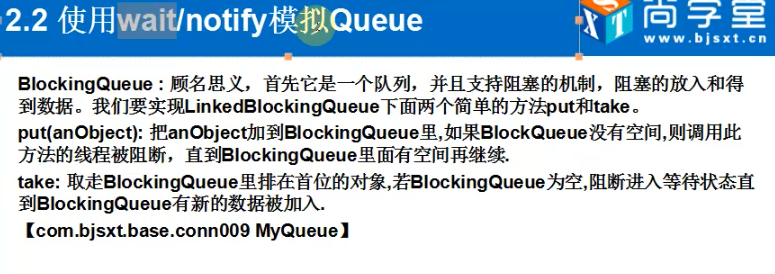 2.2 使用wait/notify模拟Queue
SXT
尚学堂
www.bjsxt.cn
BlockingQueue：顾名思义，首先它是一个队列，并且支持阻塞的机制，阻塞的放入和得
到数据。我们要实现LinkedBlockingQueue下面两个简单的方法put和take。
put(anObject): 把anObject加到BlockingQueue里,如果BlockQueue没有空间,则调用此
方法的线程被阻断，直到BlockingQueue里面有空间再继续.
take: 取走BlockingQueue里排在首位的对象,若BlockingQueue为空,阻断进入等待状态直
到BlockingQueue有新的数据被加入.
【com.bjsxt.base.conn009 MyQueue】